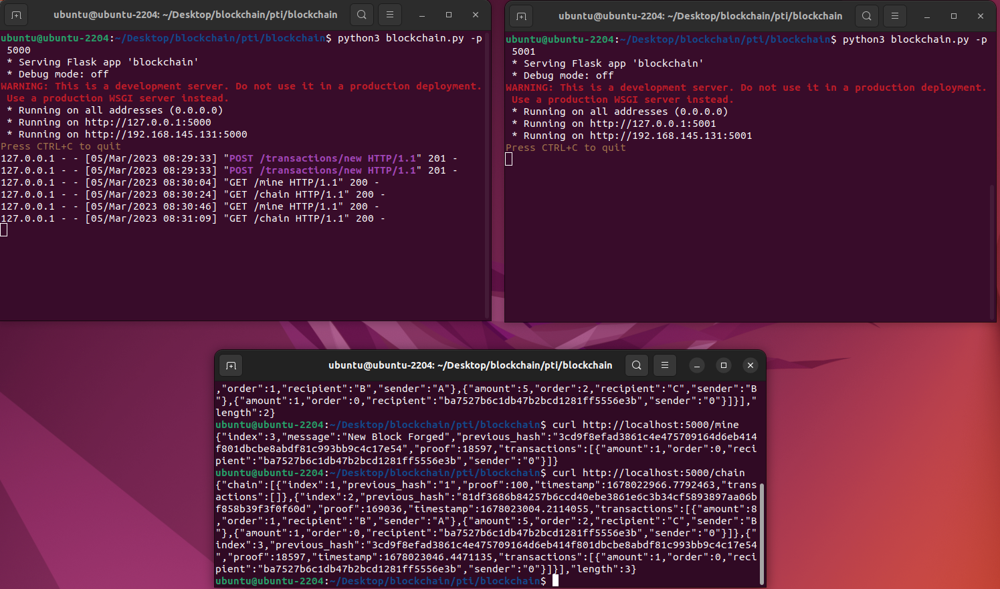 ubuntu@ubuntu-2204: ~/Desktop/blockchain/pti/blockchain
ubuntu@ubuntu-2204:~/Desktop/blockchain/pti/blockchain$ python3 blockchain.py -p
 5000
 * Serving Flask app 'blockchain'
 * Debug mode: off
WARNING: This is a development server. Do not use it in a production deployment.
 Use a production WSGI server instead.
 * Running on all addresses (0.0.0.0)
 * Running on http://127.0.0.1:5000
 * Running on http://192.168.145.131:5000
Press CTRL+C to quit
127.0.0.1 - - [05/Mar/2023 08:29:33] "POST /transactions/new HTTP/1.1" 201 -
127.0.0.1 - - [05/Mar/2023 08:29:33] "POST /transactions/new HTTP/1.1" 201 -
127.0.0.1 - - [05/Mar/2023 08:30:04] "GET /mine HTTP/1.1" 200 -
127.0.0.1 - - [05/Mar/2023 08:30:24] "GET /chain HTTP/1.1" 200 -
127.0.0.1 - - [05/Mar/2023 08:30:46] "GET /mine HTTP/1.1" 200 -
127.0.0.1 - - [05/Mar/2023 08:31:09] "GET /chain HTTP/1.1" 200 -
ubuntu@ubuntu-2204: ~/Desktop/blockchain/pti/blockchain
ubuntu@ubuntu-2204:~/Desktop/blockchain/pti/blockchain$ python3 blockchain.py -p
 5001
 * Serving Flask app 'blockchain'
 * Debug mode: off
WARNING: This is a development server. Do not use it in a production deployment.
 Use a production WSGI server instead.
 * Running on all addresses (0.0.0.0)
 * Running on http://127.0.0.1:5001
 * Running on http://192.168.145.131:5001
Press CTRL+C to quit
ubuntu@ubuntu-2204: ~/Desktop/blockchain/pti/blockchain
,"order":1,"recipient":"B","sender":"A"},{"amount":5,"order":2,"recipient":"C","sender":"B
"},{"amount":1,"order":0,"recipient":"ba7527b6c1db47b2bcd1281ff5556e3b","sender":"0"}]}],"
length":2}
ubuntu@ubuntu-2204:~/Desktop/blockchain/pti/blockchain$ curl http://localhost:5000/mine
{"index":3,"message":"New Block Forged","previous_hash":"3cd9f8efad3861c4e475709164d6eb414
f801dbcbe8abdf81c993bb9c4c17e54","proof":18597,"transactions":[{"amount":1,"order":0,"reci
pient":"ba7527b6c1db47b2bcd1281ff5556e3b","sender":"0"}]}
ubuntu@ubuntu-2204:~/Desktop/blockchain/pti/blockchain$ curl http://localhost:5000/chain
{"chain":[{"index":1,"previous_hash":"1","proof":100,"timestamp":1678022966.7792463,"trans
actions":[]},{"index":2,"previous_hash":"81df3686b84257b6ccd40ebe3861e6c3b34cf5893897aa06b
f858b39f3f0f60d","proof":169036,"timestamp":1678023004.2114055,"transactions":[{"amount":8
,"order":1,"recipient":"B","sender":"A"},{"amount":5,"order":2,"recipient":"C","sender":"B
"},{"amount":1,"order":0,"recipient":"ba7527b6c1db47b2bcd1281ff5556e3b","sender":"0"}]},{"
index":3,"previous_hash":"3cd9f8efad3861c4e475709164d6eb414f801dbcbe8abdf81c993bb9c4c17e54
","proof":18597,"timestamp":1678023046.4471135,"transactions":[{"amount":1,"order":0,"reci
pient":"ba7527b6c1db47b2bcd1281ff5556e3b","sender":"0"}]}],"length":3}
ubuntu@ubuntu-2204:~/Desktop/blockchain/pti/blockchain$